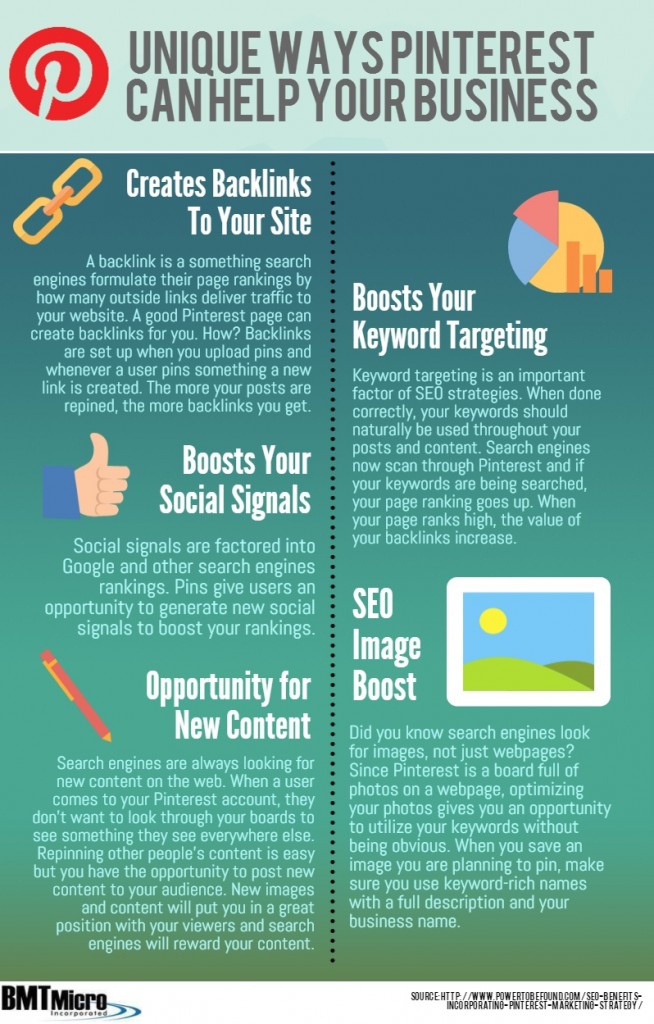 UNIQUE WAYS PINTEREST
CAN HELP YOUR BUSINESS
Creates Backlinks
To Your Site
A backlink is a something search
engines formulate their page rankings by
how many outside links deliver traffic to
your website. A good Pinterest page can
create backlinks for you. How? Backlinks
are set up when you upload pins and
whenever a user pins something a new
link is created. The more your posts are
repined, the more backlinks you get.
Boosts Your
Social Signals
Social signals are factored into
Google and other search engines
rankings. Pins give users an
opportunity to generate new social
signals to boost your rankings.
Opportunity for
New Content
Search engines are always looking for
new content on the web. When a user
comes to your Pinterest account, they
don't want to look through your boards to
see something they see everywhere else.
Repinning other people's content is easy
but you have the opportunity to post new
content to your audience. New images
and content will put you in a great
position with your viewers and search
engines will reward your content.
Boosts Your
Keyword Targeting
Keyword targeting is an important
factor of SEO strategies. When done
correctly, your keywords should
naturally be used throughout your
posts and content. Search engines
now scan through Pinterest and if
your keywords are being searched,
your page ranking goes up. When
your page ranks high, the value of
your backlinks increase.
SEO
Image
Boost
Did you know search engines look
for images, not just webpages?
Since Pinterest is a board full of
photos on a webpage, optimizing
your photos gives you an opportunity
to utilize your keywords without
being obvious. When you save an
image you are planning to pin, make
sure you use keyword-rich names
with a full description and your
business name.
BMT Micro
Incorporated
SOURCE:HTTP://WWW.POWERTOBEFOUND.COM/SEO-BENEFITS-
INCORPORATING-PINTEREST-MARKETING-STRATEGY/